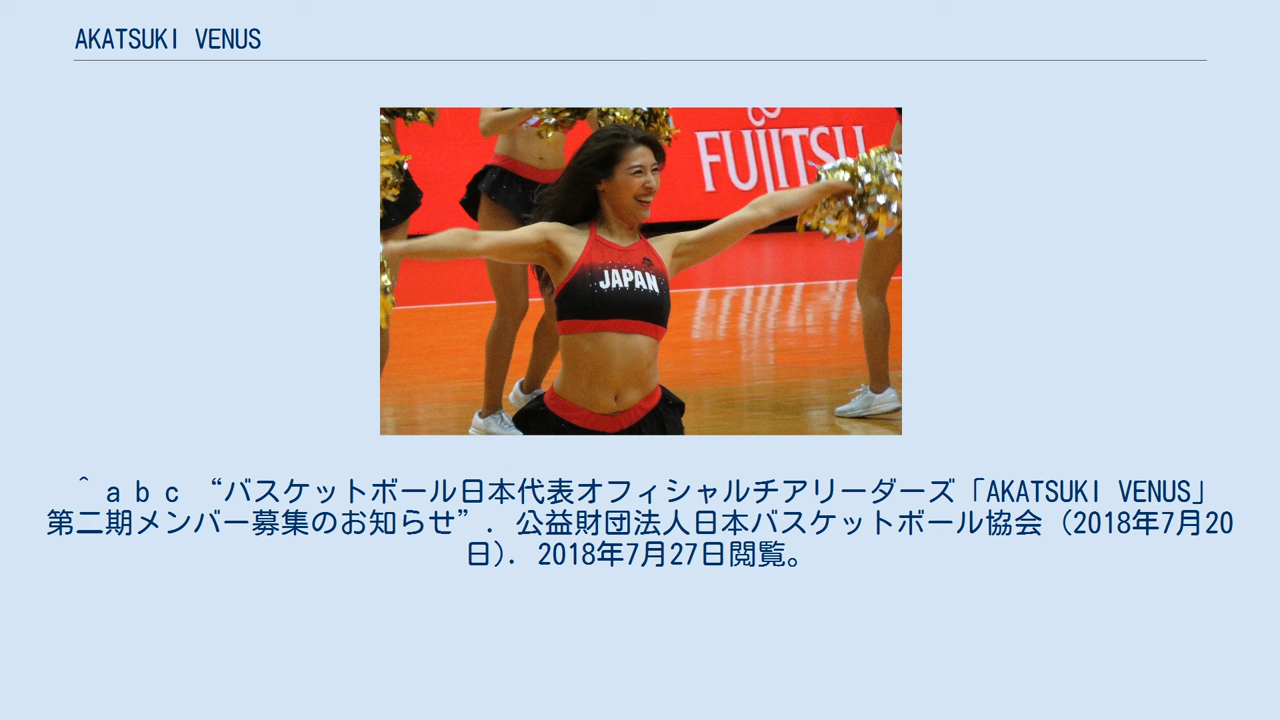 AKATSUKI VENUS
FUJITSU
JAPAN
^ a b c “バスケットボール日本代表オフィシャルチアリーダーズ「AKATSUKI VENUS」
第二期メンバー募集のお知らせ”. 公益財団法人日本バスケットボール協会 (2018年7月20
日). 2018年7月27日閲覧。